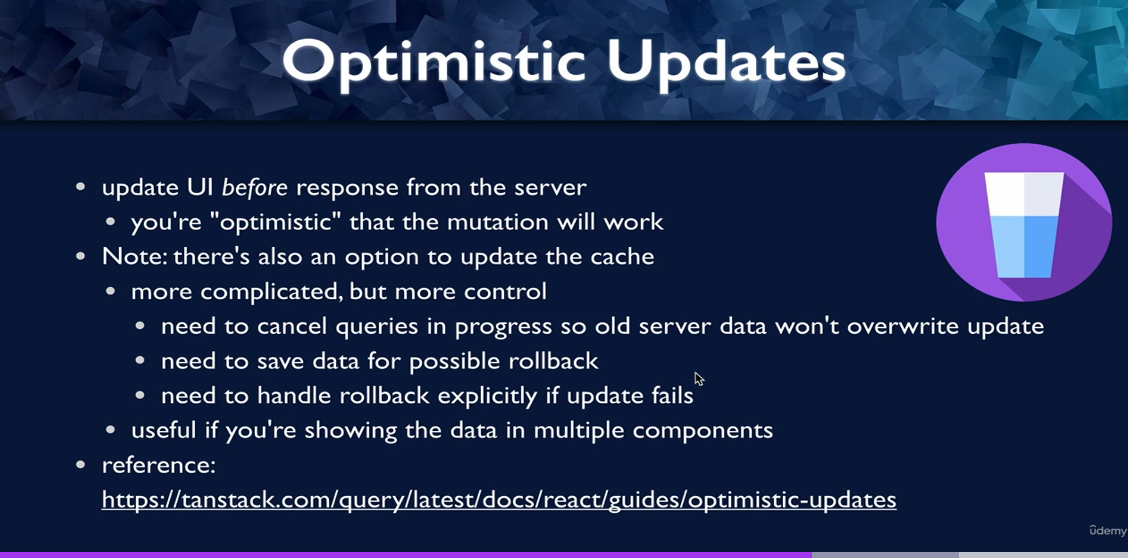 Optimistic Updates
• update UI before response from the server
• you're "optimistic" that the mutation will work
• Note: there's also an option to update the cache
• more complicated, but more control
• need to cancel queries in progress so old server data won't overwrite update
• need to save data for possible rollback
• need to handle rollback explicitly if update fails
• useful if you're showing the data in multiple components
• reference:
https://tanstack.com/query/latest/docs/react/guides/optimistic-updates
ûdemy